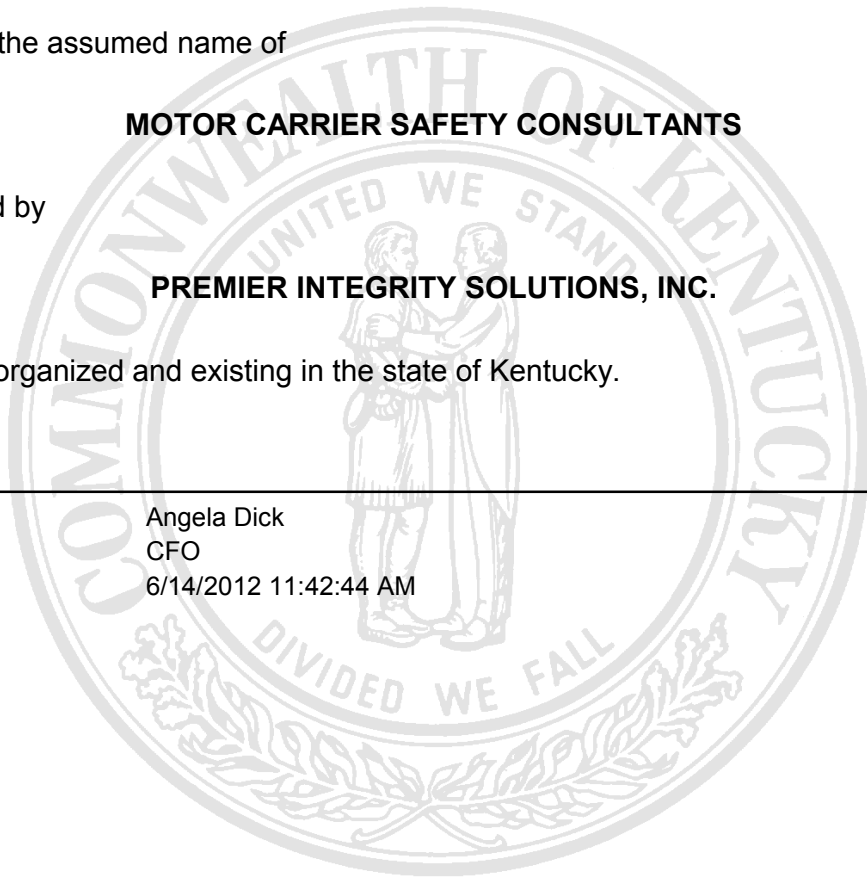 the assumed name of
MOTOR CARRIER SAFETY CONSULTANTS
d by
PREMIER INTEGRITY SOLUTIONS, INC.
organized and existing in the state of Kentucky.
Angela Dick
CFO
6/14/2012 11:42:44 AM
COMMONWEALTH OF KENTUCKY
UNITED WE STAND
DIVIDED WE FALL